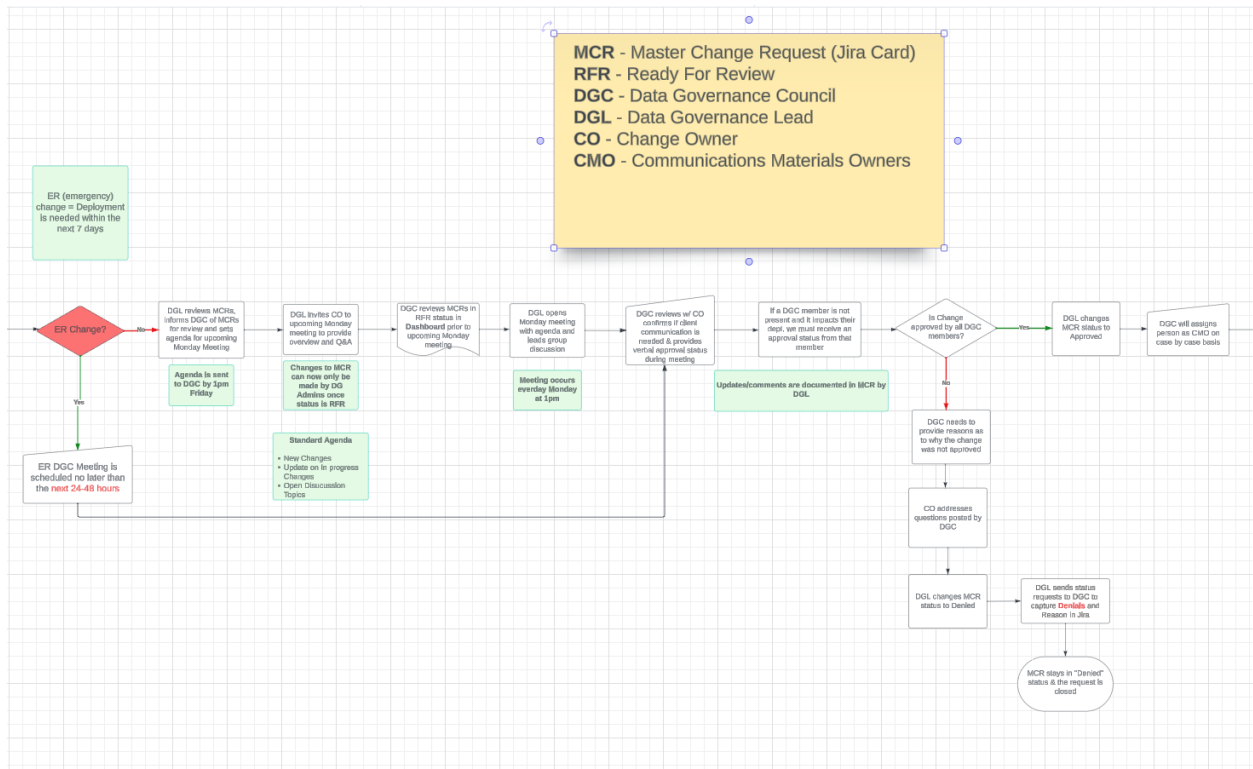 MCR - Master Change Request (Jira Card)
RFR - Ready For Review
DGC - Data Governance Council
DGL - Data Governance Lead
CO - Change Owner
CMO - Communications Materials Owners
ER (emergency)
change = Deployment
is needed within the
next 7 days
ER Change?
No
Yes
DGL reviews MCRs,
informs DGC of MCRs
for review and sets
agenda for upcoming
Monday Meeting
Agenda is sent
to DGC by 1pm
Friday
DGL invites CO to
upcoming Monday
meeting to provide
overview and Q&A
Changes to MCR
can now only be
made by DG
Admins once
status is RFR
Standard Agenda
• New Changes
• Update on In progress
Changes
• Open Disucussion
Topics
DGC reviews MCRs in
RFR status in
Dashboard prior to
upcoming Monday
meeting
DGL opens
Monday meeting
with agenda and
leads group
discussion
Meeting occurs
everday Monday
at 1pm
DGC reviews w/ CO
confirms if client
communication is
needed & provides
verbal approval status
during meeting
If a DGC member is not
present and it impacts their
dept, we must receive an
approval status from that
member
Updates/comments are documented in MCR by
DGL
Is Change
approved by all DGC
members?
Yes
No
DGL changes
MCR status to
Approved
DGC will assigns
person as CMO on
case by case basis
ER DGC Meeting is
scheduled no later than
the next 24-48 hours
DGC needs to
provide reasons as
to why the change
was not approved
CO addresses
questions posted by
DGC
DGL changes MCR
status to Denied
DGL sends status
requests to DGC to
capture Denials and
Reason in Jira
MCR stays in "Denied"
status & the request is
closed